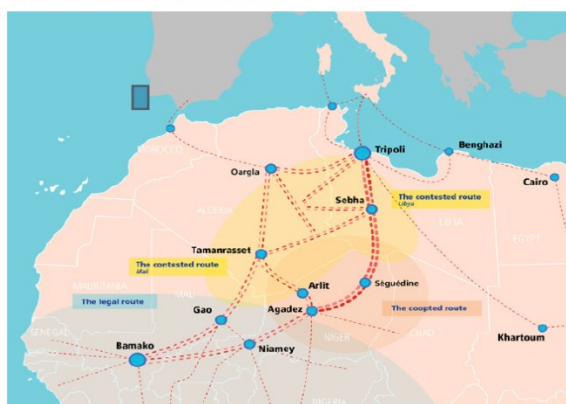 Tripoli
Benghazi
MOROCCO
Oargla
Cairo
Sebha
The contested route
Libya
ALGERIA
LIBIA
EGYPT
Tamanrasset
The contested route
Mali
Arlit
Séguédine
MAURITANIA
MALI
The legal route
Agadez
The coopted route
Gao
CHAD
SENEGAL
NIGER
Khartoum
Bamako
Niamey
NIGERIA